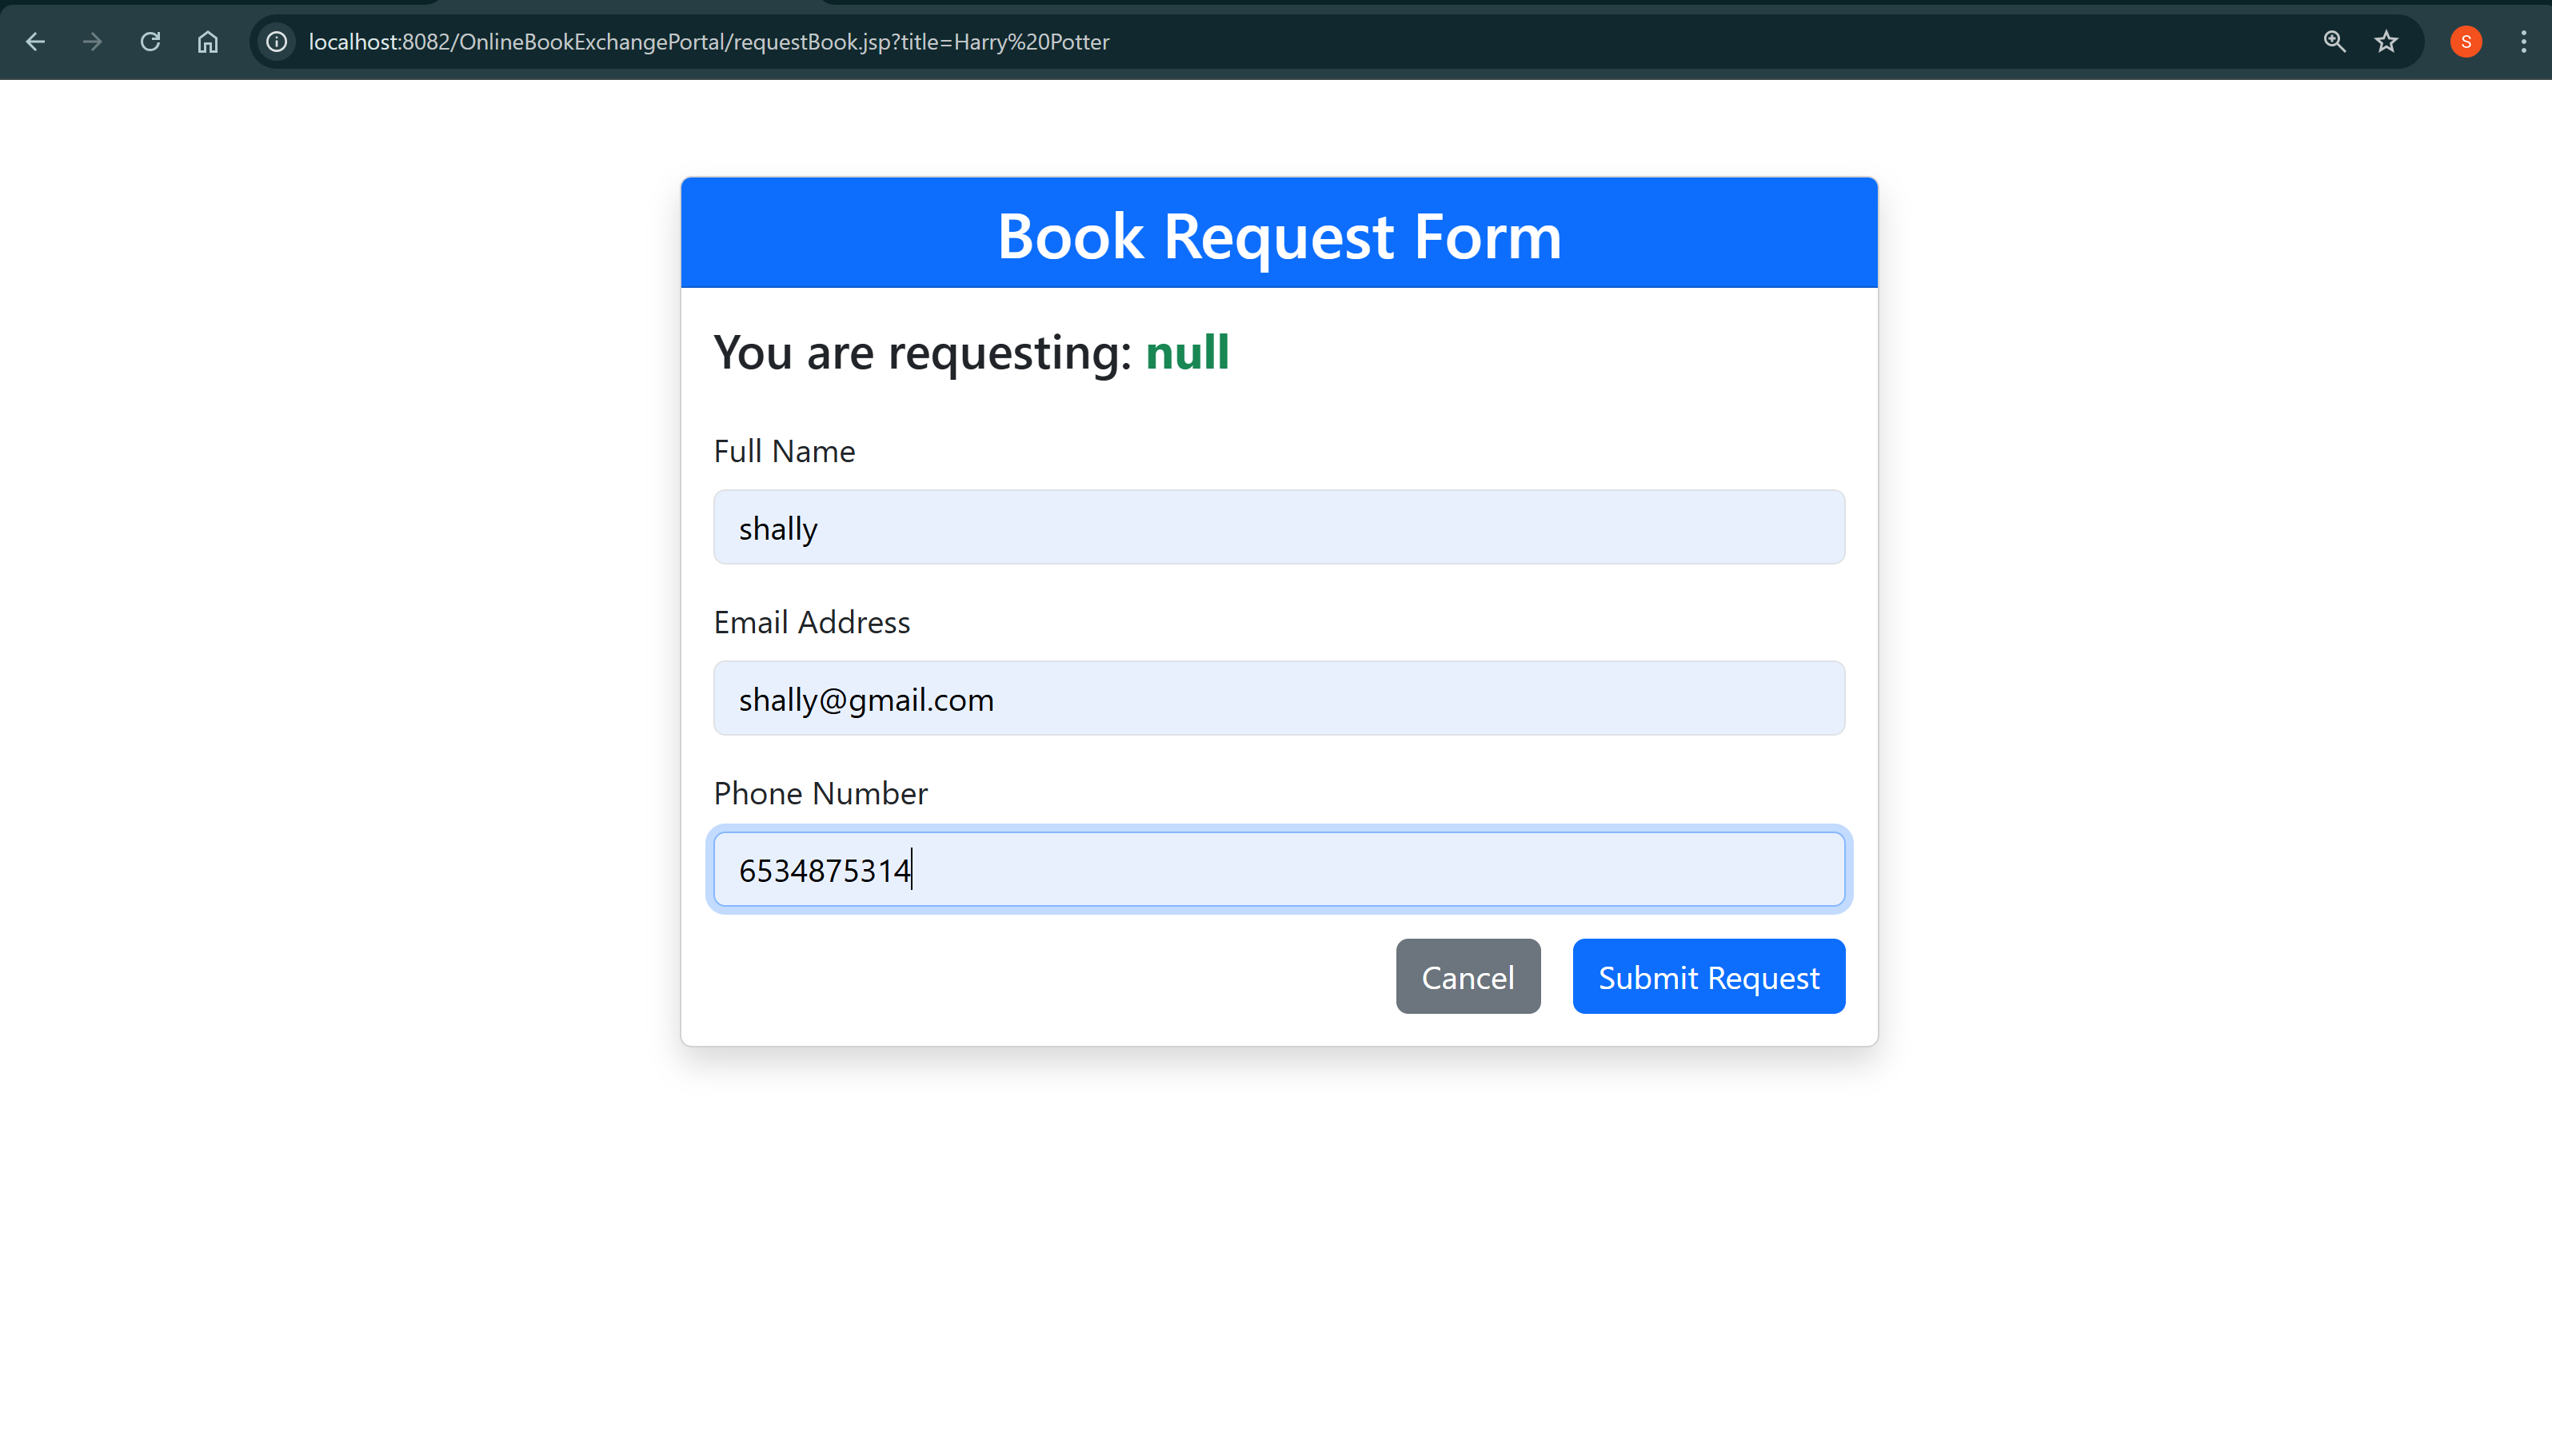 localhost:8082/OnlineBookExchangePortal/requestBook.jsp?title=Harry%20Potter
S
Book Request Form
You are requesting: null
Full Name
shally
Email Address
shally@gmail.com
Phone Number
6534875314
Cancel
Submit Request